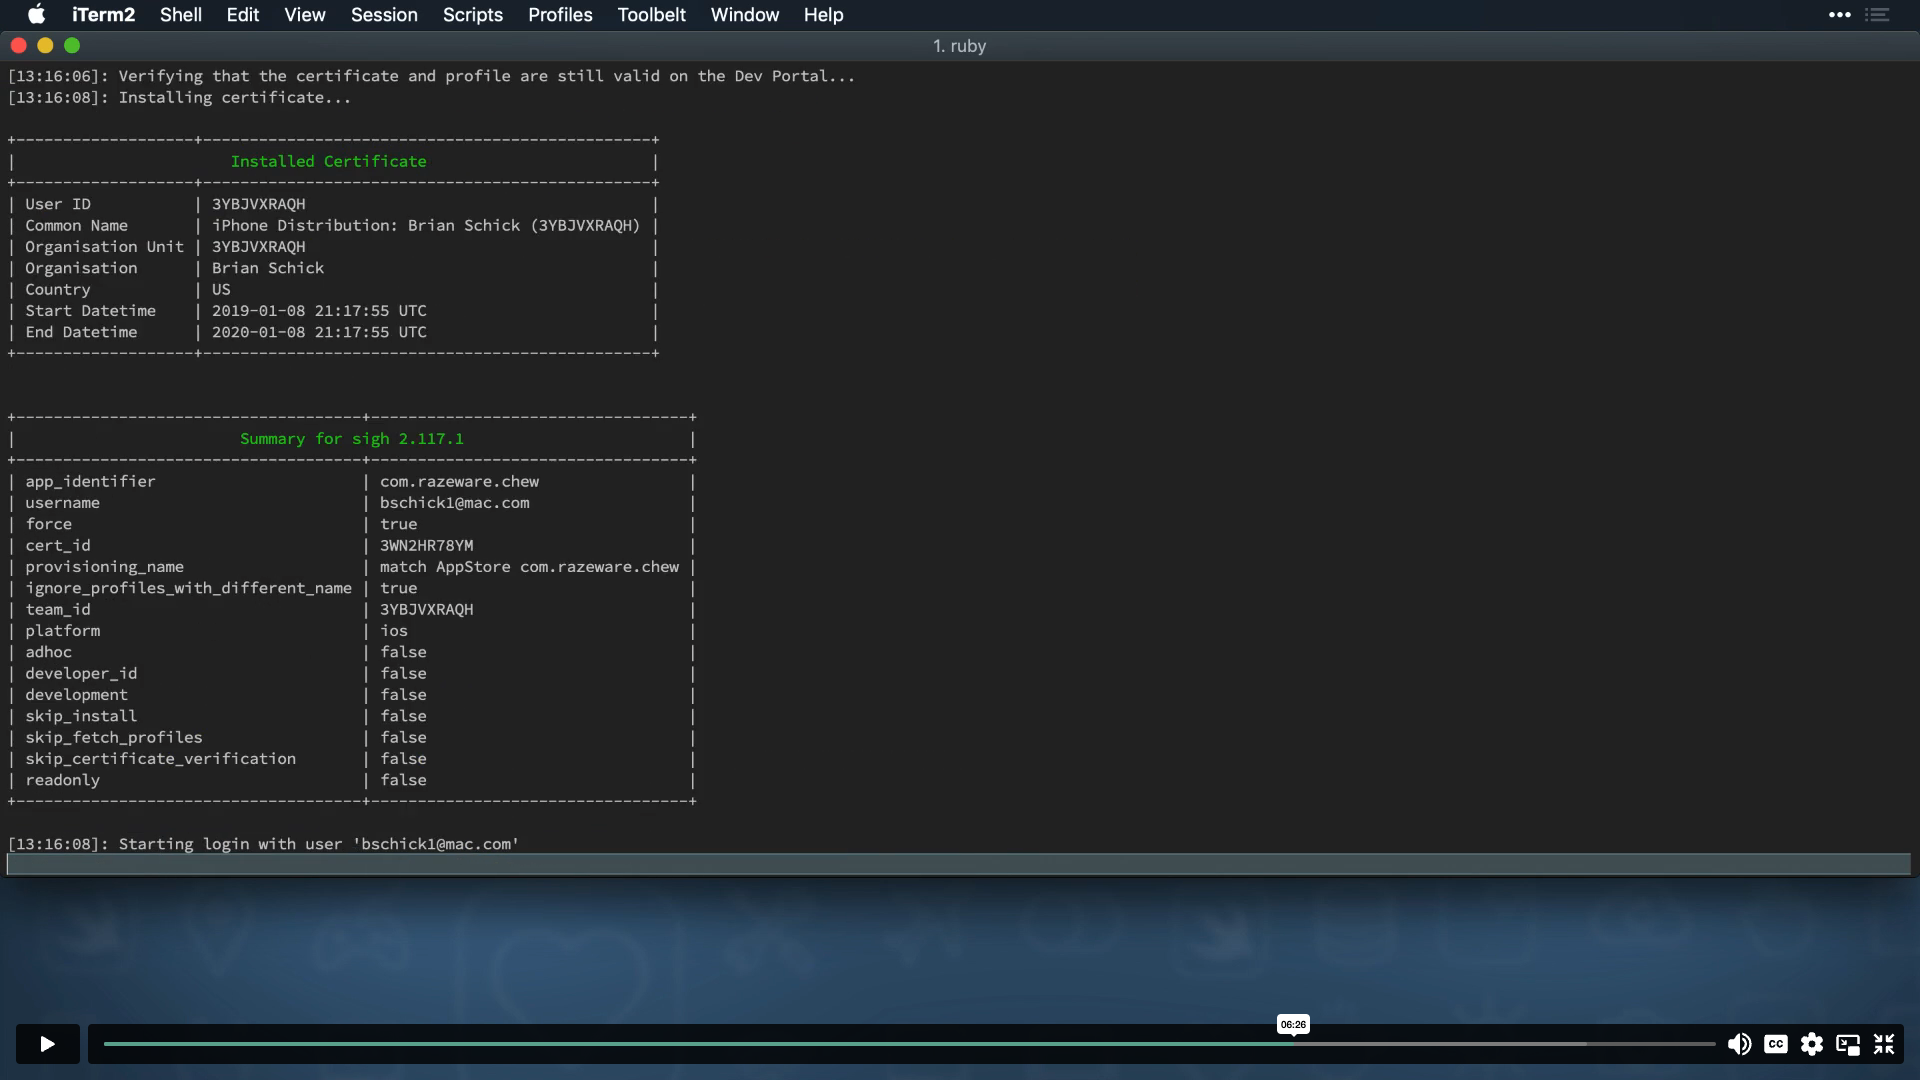 iTerm2 Shell Edit View Session Scripts Profiles Toolbelt Window Help
1. ruby
[13:16:06]: Verifying that the certificate and profile are still valid on the Dev Portal...
[13:16:08]: Installing certificate...
+-------------------+------------------------------------------------+
| Installed Certificate |
+-------------------+------------------------------------------------+
| User ID | 3YBJVXRAQH |
| Common Name | iPhone Distribution: Brian Schick (3YBJVXRAQH) |
| Organisation Unit | 3YBJVXRAQH |
| Organisation | Brian Schick |
| Country | US |
| Start Datetime | 2019-01-08 21:17:55 UTC |
| End Datetime | 2020-01-08 21:17:55 UTC |
+-------------------+------------------------------------------------+
+-------------------------------------+----------------------------------+
| Summary for sigh 2.117.1 |
+-------------------------------------+----------------------------------+
| app_identifier | com.razeware.chew |
| username | bschick1@mac.com |
| force | true |
| cert_id | 3WN2HR78YM |
| provisioning_name | match AppStore com.razeware.chew |
| ignore_profiles_with_different_name | true |
| team_id | 3YBJVXRAQH |
| platform | ios |
| adhoc | false |
| developer_id | false |
| development | false |
| skip_install | false |
| skip_fetch_profiles | false |
| skip_certificate_verification | false |
| readonly | false |
+-------------------------------------+----------------------------------+
[13:16:08]: Starting login with user 'bschick1@mac.com'
06:26
CC